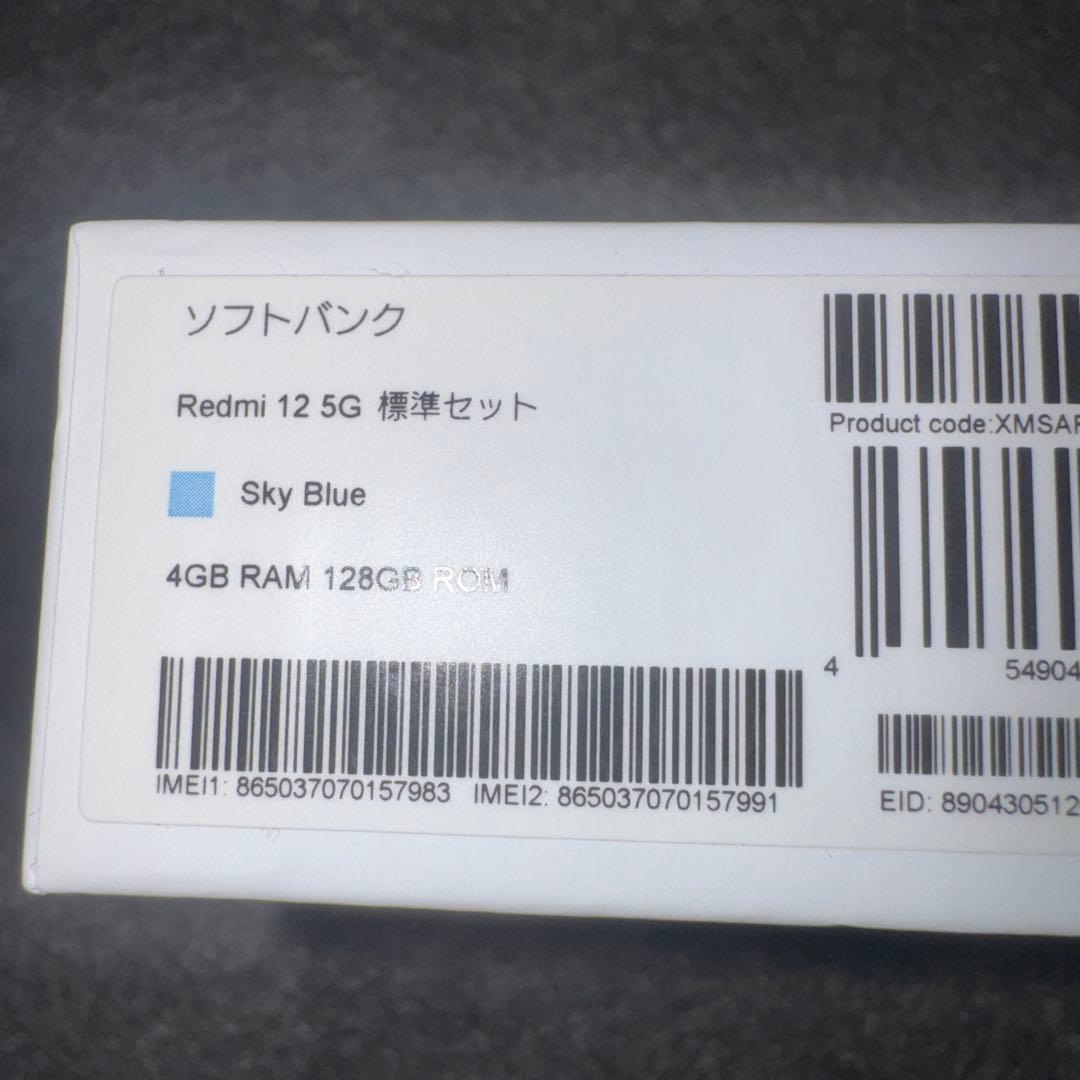 ソフトバンク
Redmi 12 5G 標準セット
Sky Blue
4GB RAM 128GB ROM
IMEI1: 865037070157983 IMEI2: 865037070157991
Product code:XMSAF
4 54904
EID: 890430512